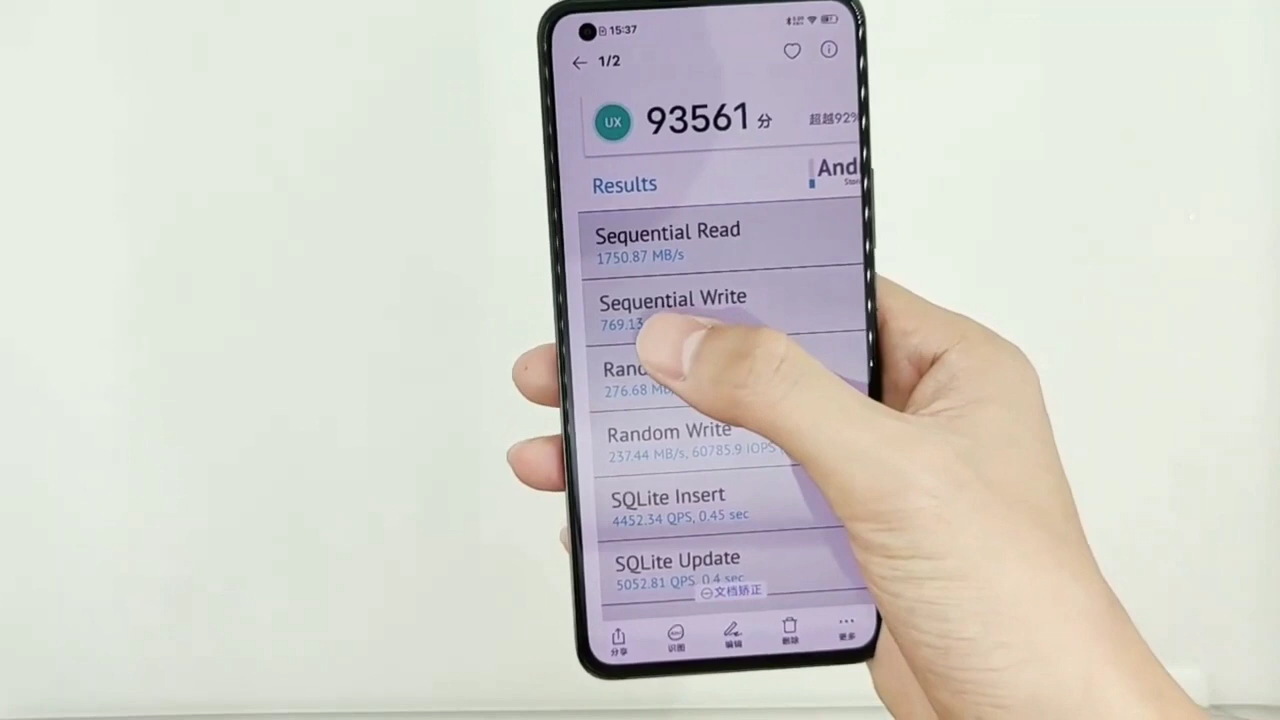 15:37
1/2
UX 93561 分 超越92%
Results And
Sequential Read
1750.87 MB/s
Sequential Write
769.13
Rand
276.68 MB/
Random Write
237.44 MB/s, 60785.9 IOPS
SQLite Insert
4452.34 QPS, 0.45 sec
SQLite Update
5052.81 QPS, 0.4 sec
文档矫正
分享 识图 编辑 删除 更多